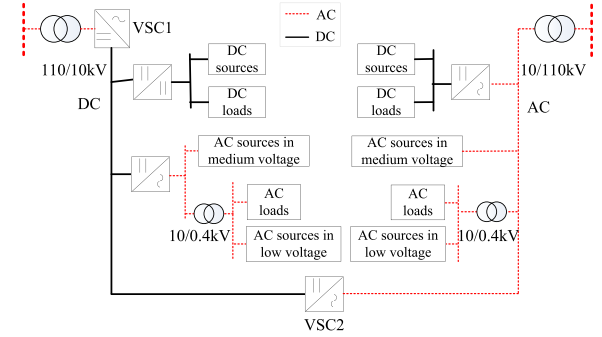 VSC1
AC
DC
110/10kV
10/110kV
DC
sources
DC
loads
DC
sources
DC
loads
DC
AC
AC sources in
medium voltage
AC sources in
medium voltage
AC
loads
AC
loads
10/0.4kV
AC sources in
low voltage
AC sources in
low voltage
10/0.4kV
VSC2